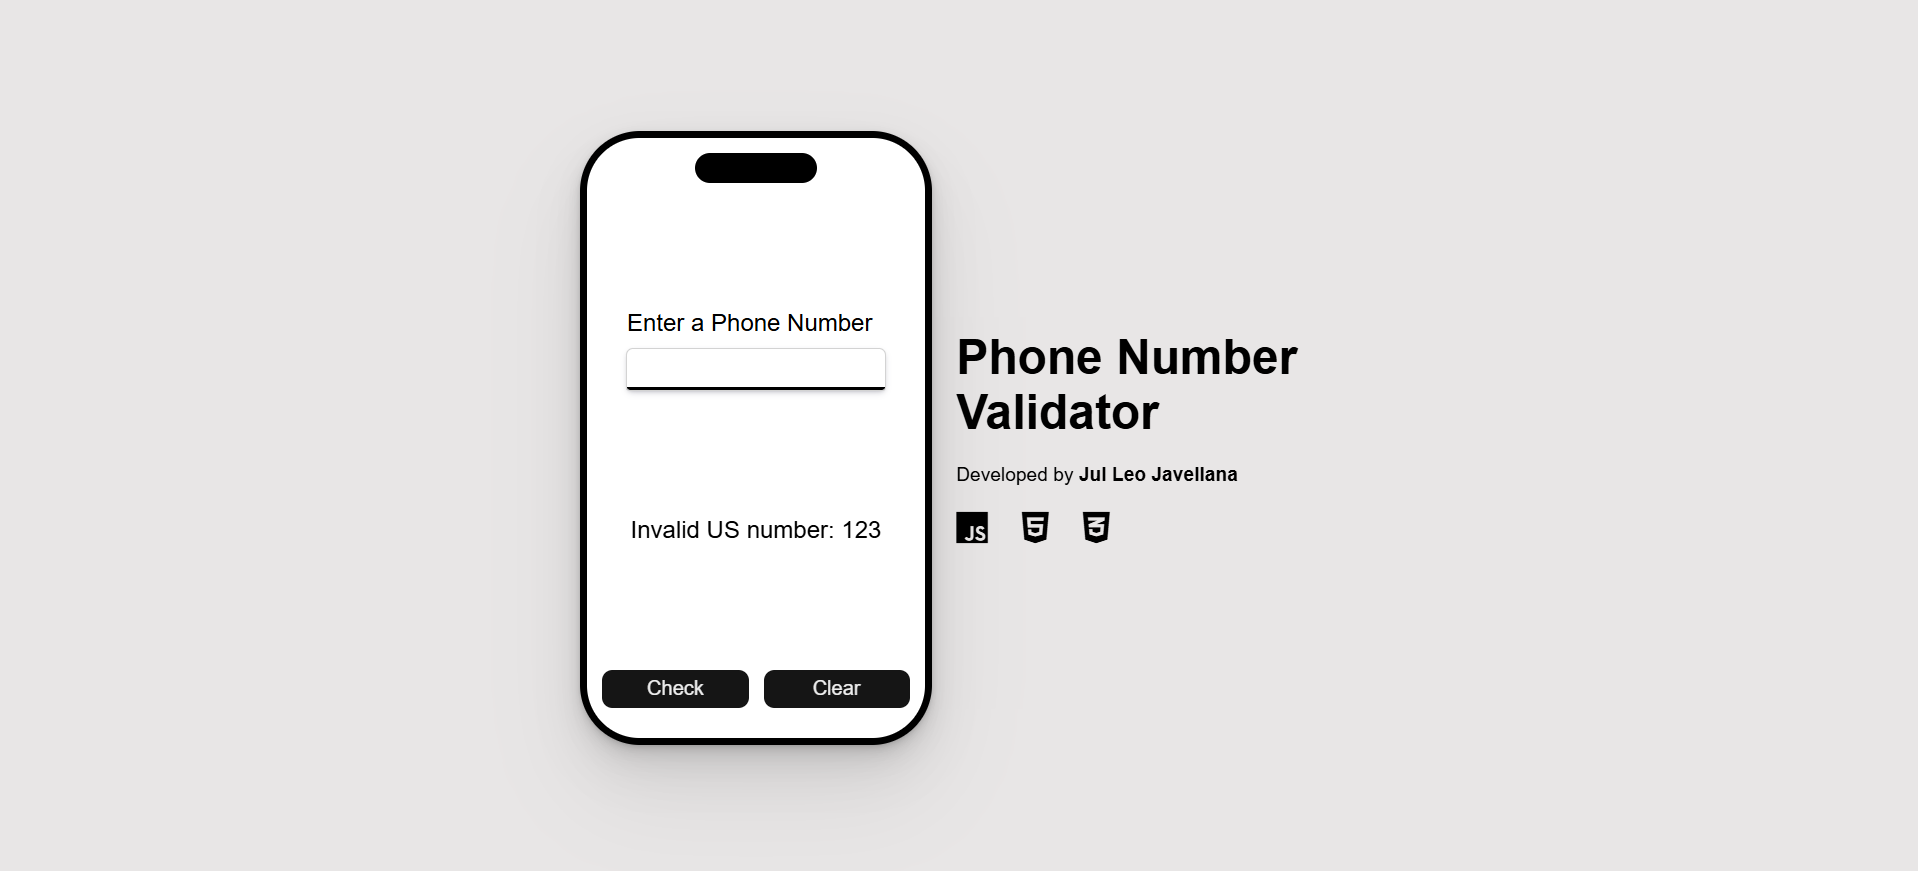 Enter a Phone Number
Invalid US number: 123
Check
Clear
Phone Number
Validator
Developed by Jul Leo Javellana
JS
5
3